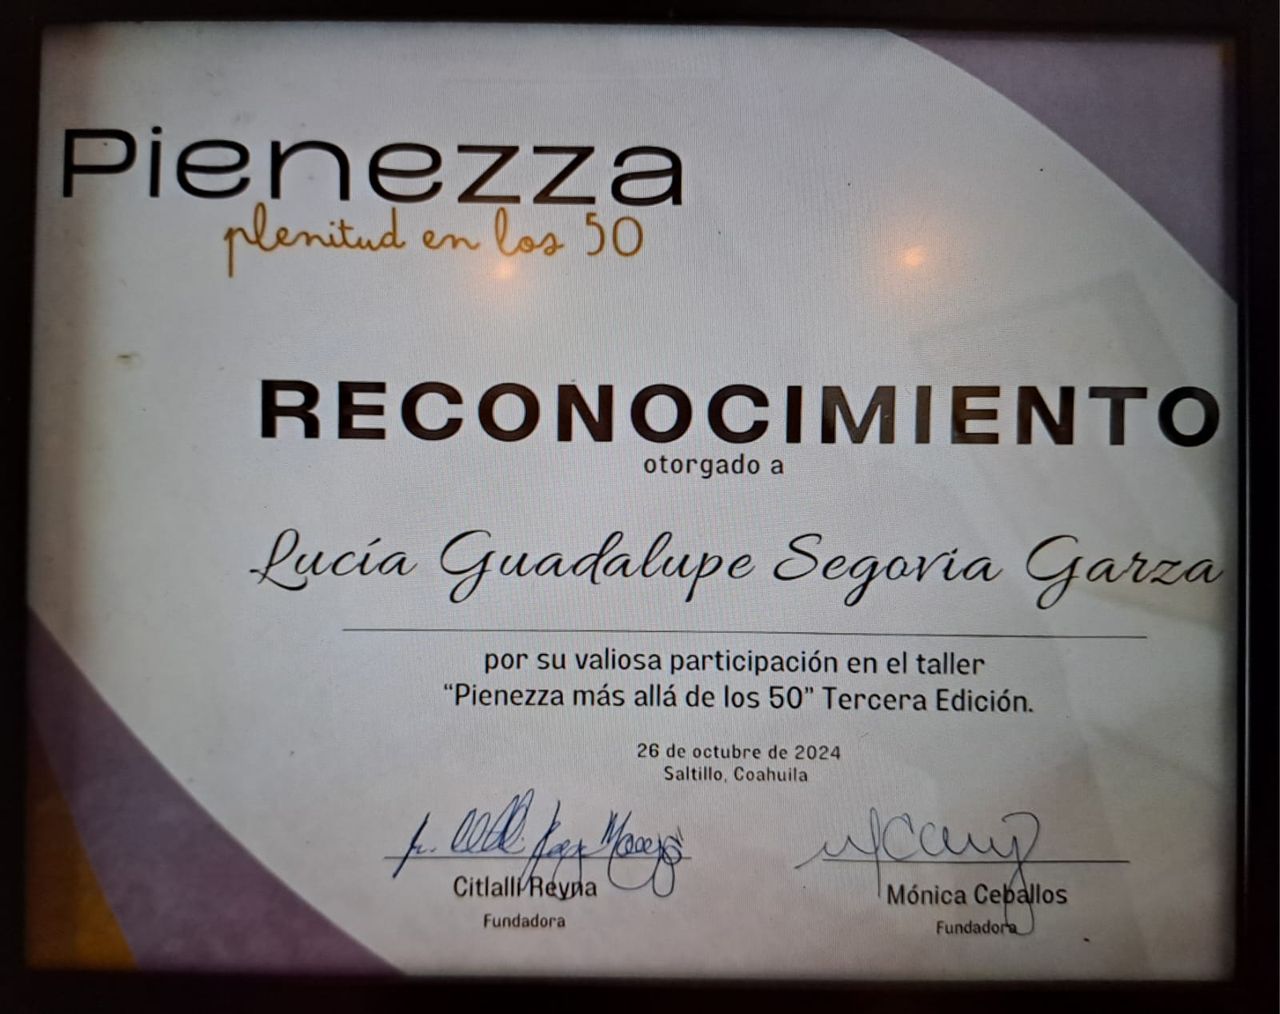 Pienezza
plenitud en los 50
RECONOCIMIENTO
otorgado a
Lucía Guadalupe Segovia Garza
por su valiosa participación en el taller
“Pienezza más allá de los 50” Tercera Edición.
26 de octubre de 2024
Saltillo, Coahuila
Citlalli Reyna
Fundadora
Mónica Ceballos
Fundadora